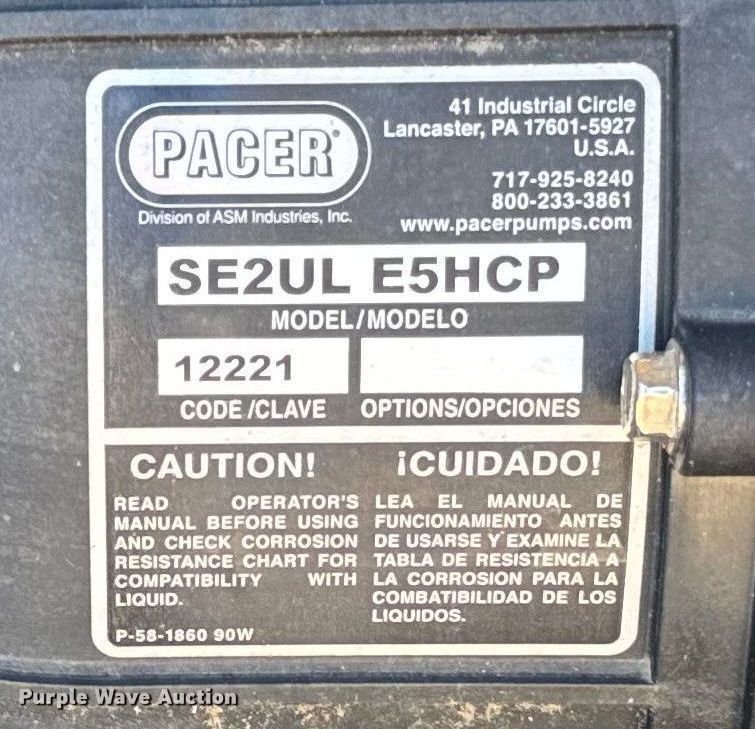 PACER®
Division of ASM Industries, Inc.
41 Industrial Circle
Lancaster, PA 17601-5927
U.S.A.
717-925-8240
800-233-3861
www.pacerpumps.com
SE2UL E5HCP
MODEL/MODELO
12221
CODE/CLAVE OPTIONS/OPCIONES
CAUTION!
READ OPERATOR'S
MANUAL BEFORE USING
AND CHECK CORROSION
RESISTANCE CHART FOR
COMPATIBILITY WITH
LIQUID.
P-58-1860 90W
¡CUIDADO!
LEA EL MANUAL DE
FUNCIONAMIENTO ANTES
DE USARSE Y EXAMINE LA
TABLA DE RESISTENCIA A
LA CORROSION PARA LA
COMBATIBILIDAD DE LOS
LIQUIDOS.
Purple Wave Auction